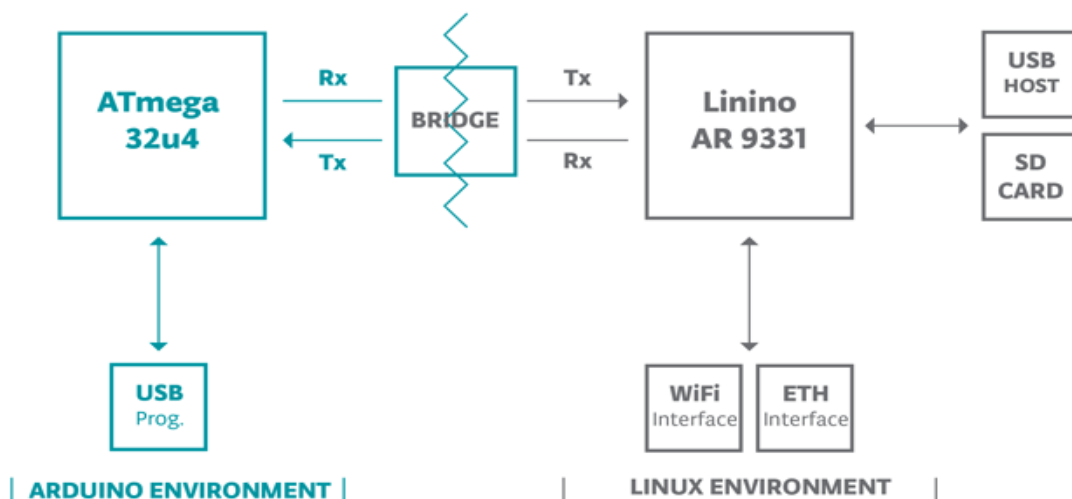 ATmega
32u4
Rx
Tx
BRIDGE
Tx
Rx
Linino
AR 9331
USB
HOST
SD
CARD
USB
Prog.
WiFi
Interface
ETH
Interface
ARDUINO ENVIRONMENT
LINUX ENVIRONMENT